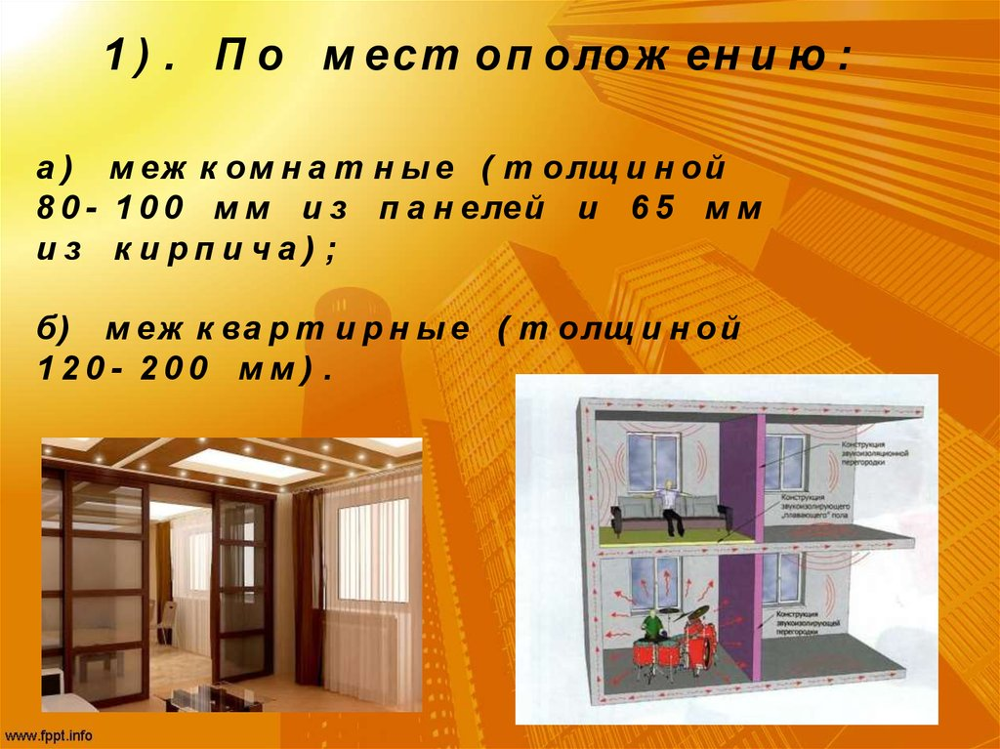 1). По местоположению:
а) межкомнатные (толщиной
80-100 мм из панелей и 65 мм
из кирпича);
б) межквартирные (толщиной
120-200 мм).
Конструкция
звукоизоляционной
перегородки
Конструкция
звукоизолирующего
„плавающего" пола
Конструкция
звукоизолирующей
перегородки
www.fppt.info